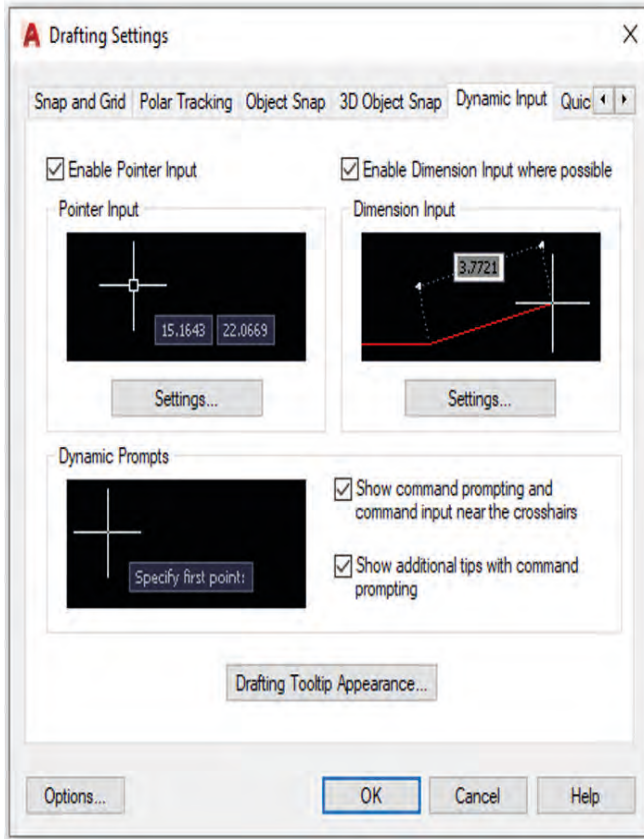 A Drafting Settings X
Snap and Grid Polar Tracking Object Snap 3D Object Snap Dynamic Input Quic
Enable Pointer Input
Enable Dimension Input where possible
Pointer Input
Dimension Input
15.1643 22.0669
3.7721
Settings...
Settings...
Dynamic Prompts
Specify first point:
Show command prompting and
command input near the crosshairs
Show additional tips with command
prompting
Drafting Tooltip Appearance...
Options... OK Cancel Help